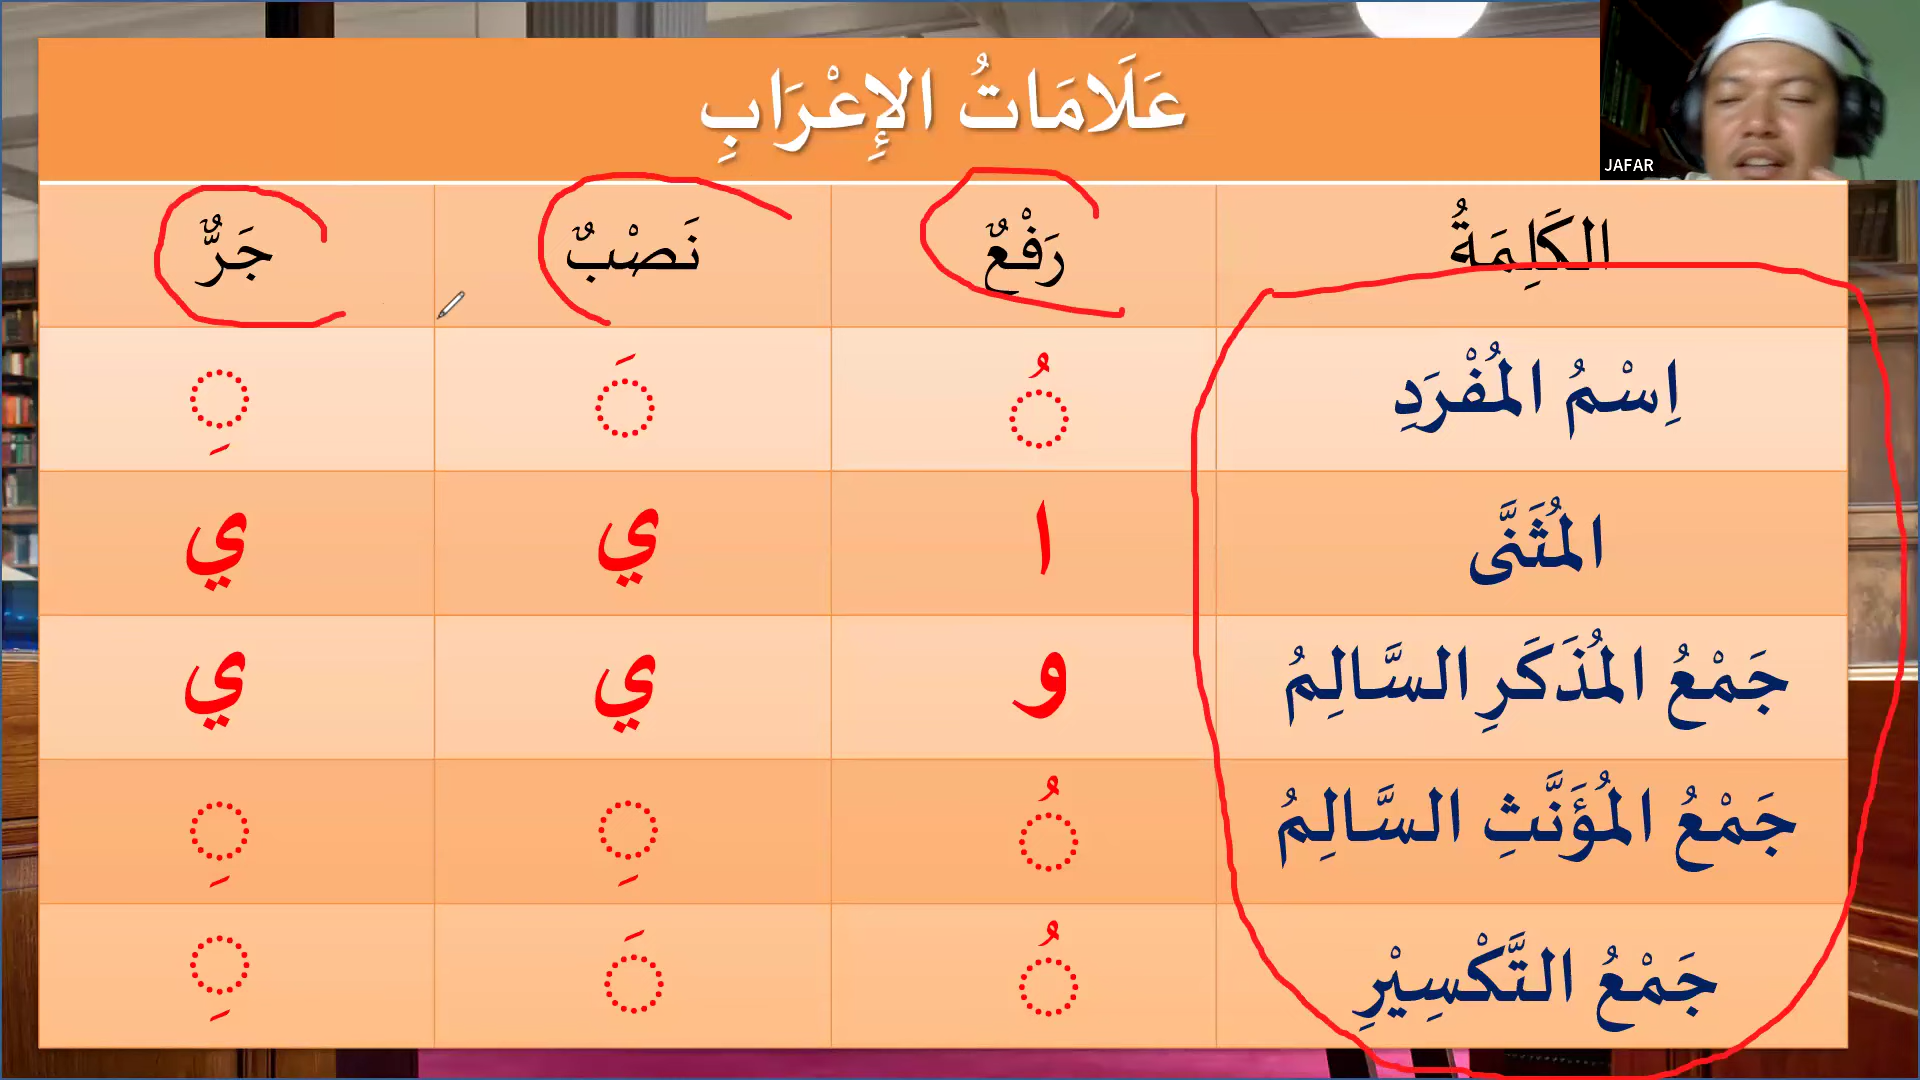 عَلَامَاتُ الإِعْرَابِ
JAFAR
الكَلِمَةُ رَفْعٌ نَصْبٌ جَرٌّ
اِسْمُ المُفْرَدِ ◌ُ ◌َ ◌ِ
المُثَنَّى ا ي ي
جَمْعُ المُذَكَرِ السَّالِمُ و ي ي
جَمْعُ المُؤَنَّثِ السَّالِمُ ◌ُ ◌ِ ◌ِ
جَمْعُ التَّكْسِيْرِ ◌ُ ◌َ ◌ِ